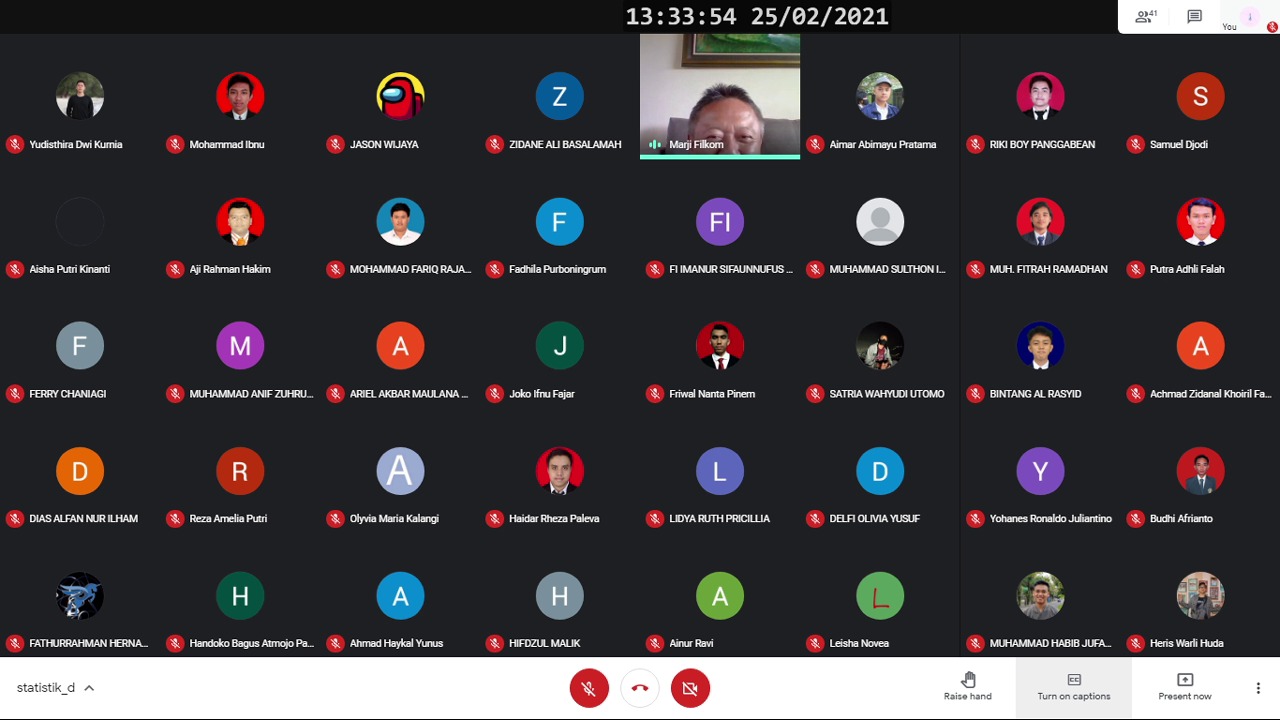 13:33:54 25/02/2021
41
You
Yudhithira Dwi Kurnia
Mohammad Ibnu
JASON WIJAYA
Z
ZIDANE ALI BASALAMAH
Marji Filkom
Aimar Abimayu Pratama
RIKI BOY PANGGABEAN
S
Samuel Djodi
Aisha Putri Kinanti
Aji Rahman Hakim
MOHAMMAD FARIQ RAJA...
F
Fadhila Purboningrum
FI
FI IMANUR SIFAUNNUFUS ...
MUHAMMAD SULTHON I...
MUH. FITRAH RAMADHAN
Putra Adhli Falah
F
FERRY CHANIAGI
M
MUHAMMAD ANIF ZUHRU...
A
ARIEL AKBAR MAULANA ...
J
Joko Ifnu Fajar
Friwal Nanta Pinem
SATRIA WAHYUDI UTOMO
BINTANG AL RASYID
A
Achmad Zidanal Khoiril Fa...
D
DIAS ALFAN NUR ILHAM
R
Reza Amelia Putri
A
Olyvia Maria Kalangi
Haidar Rheza Paleva
L
LIDYA RUTH PRICILLIA
D
DELFI OLIVIA YUSUF
Y
Yohanes Ronaldo Juliantino
Budhi Afrianto
FATHURRAHMAN HERNA...
H
Handoko Bagus Atmojo Pa...
A
Ahmad Haykal Yunus
H
HIFDZUL MALIK
A
Ainur Ravi
L
Leisha Novea
MUHAMMAD HABIB JUFA...
Heris Warli Huda
statistik_d
Raise hand
CC
Turn on captions
Present now